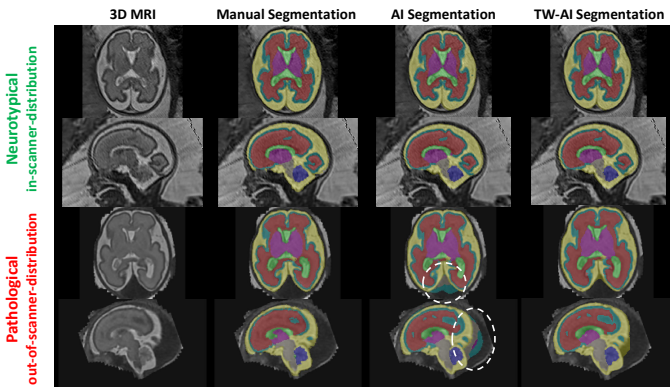 3D MRI
Manual Segmentation
AI Segmentation
TW-AI Segmentation
Neurotypical
in-scanner-distribution
Pathological
out-of-scanner-distribution